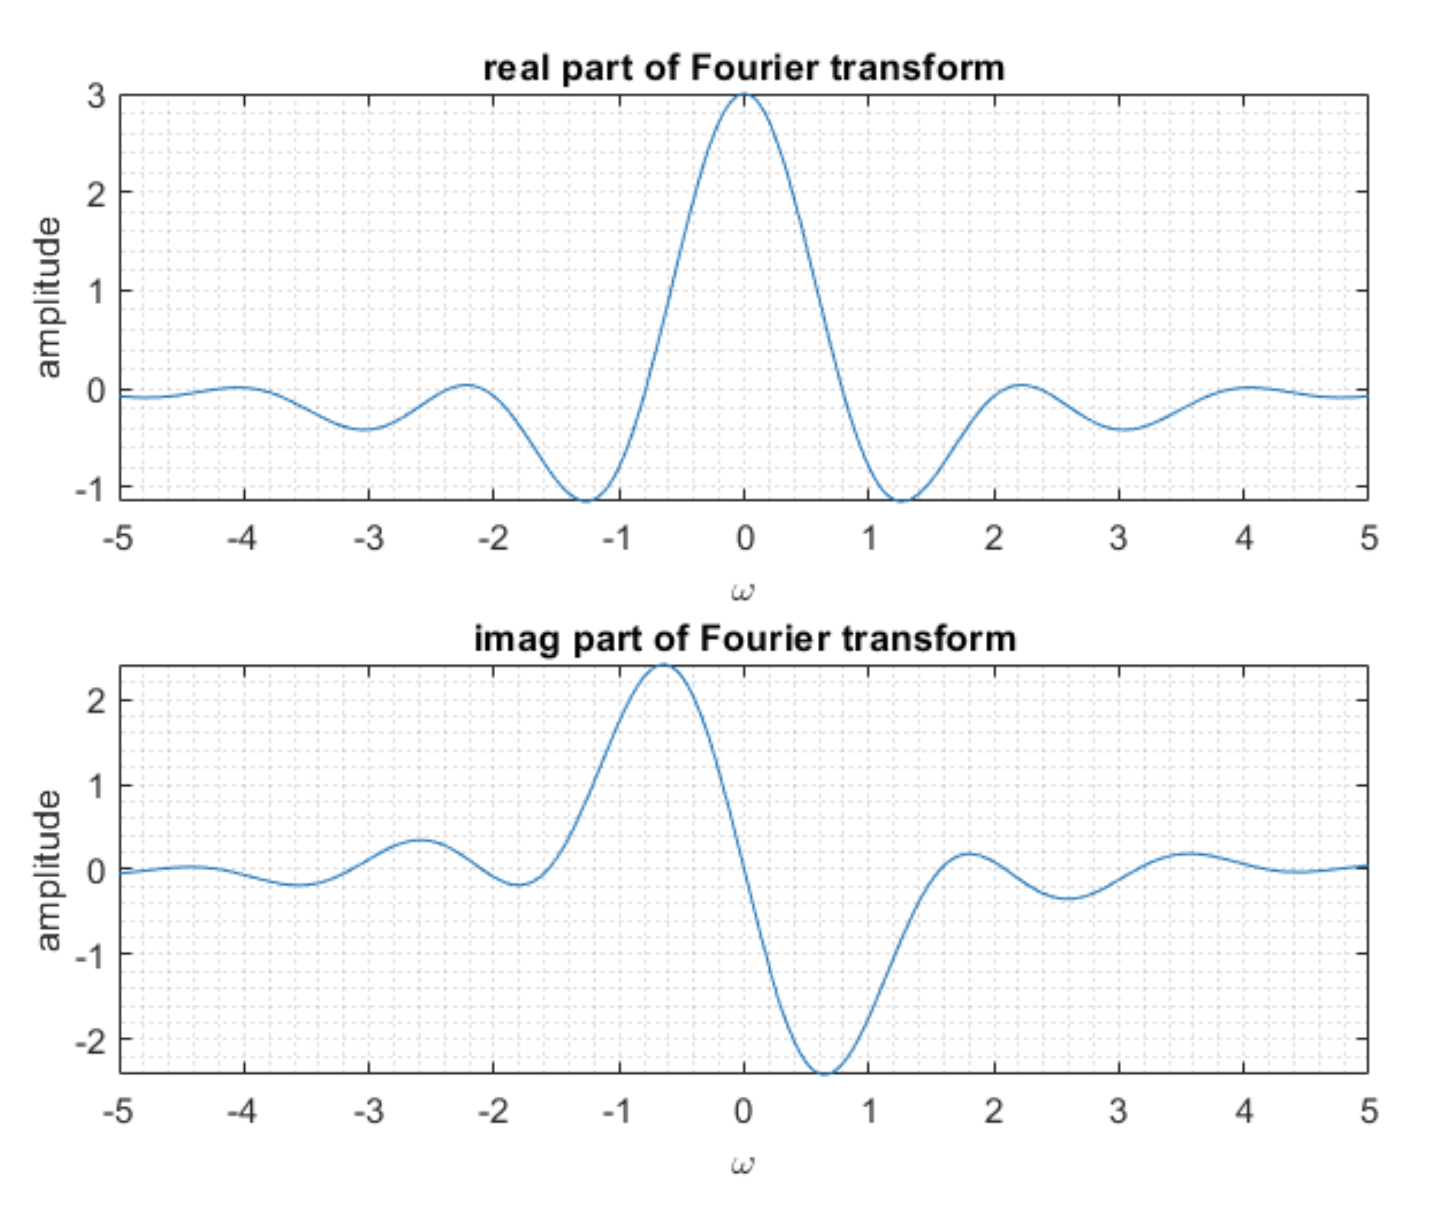 real part of Fourier transform
3
2
1
0
-1
amplitude
-5 -4 -3 -2 -1 0 1 2 3 4 5
ω
imag part of Fourier transform
2
1
0
-1
-2
amplitude
-5 -4 -3 -2 -1 0 1 2 3 4 5
ω